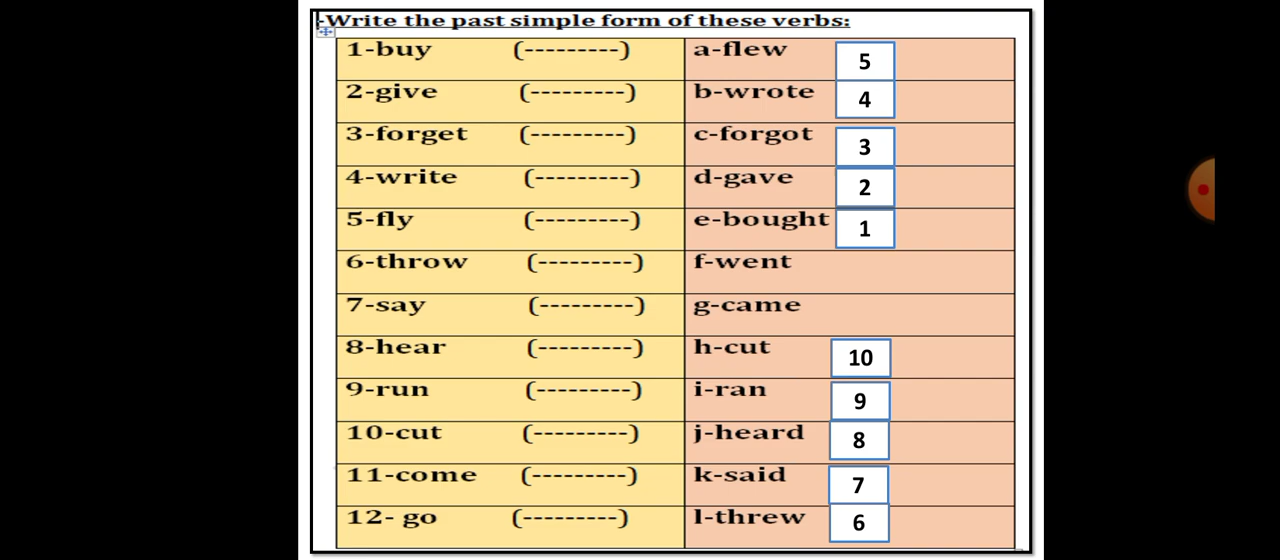 -Write the past simple form of these verbs:
1-buy (---------) a-flew 5
2-give (---------) b-wrote 4
3-forget (---------) c-forgot 3
4-write (---------) d-gave 2
5-fly (---------) e-bought 1
6-throw (---------) f-went
7-say (---------) g-came
8-hear (---------) h-cut 10
9-run (---------) i-ran 9
10-cut (---------) j-heard 8
11-come (---------) k-said 7
12- go (---------) l-threw 6